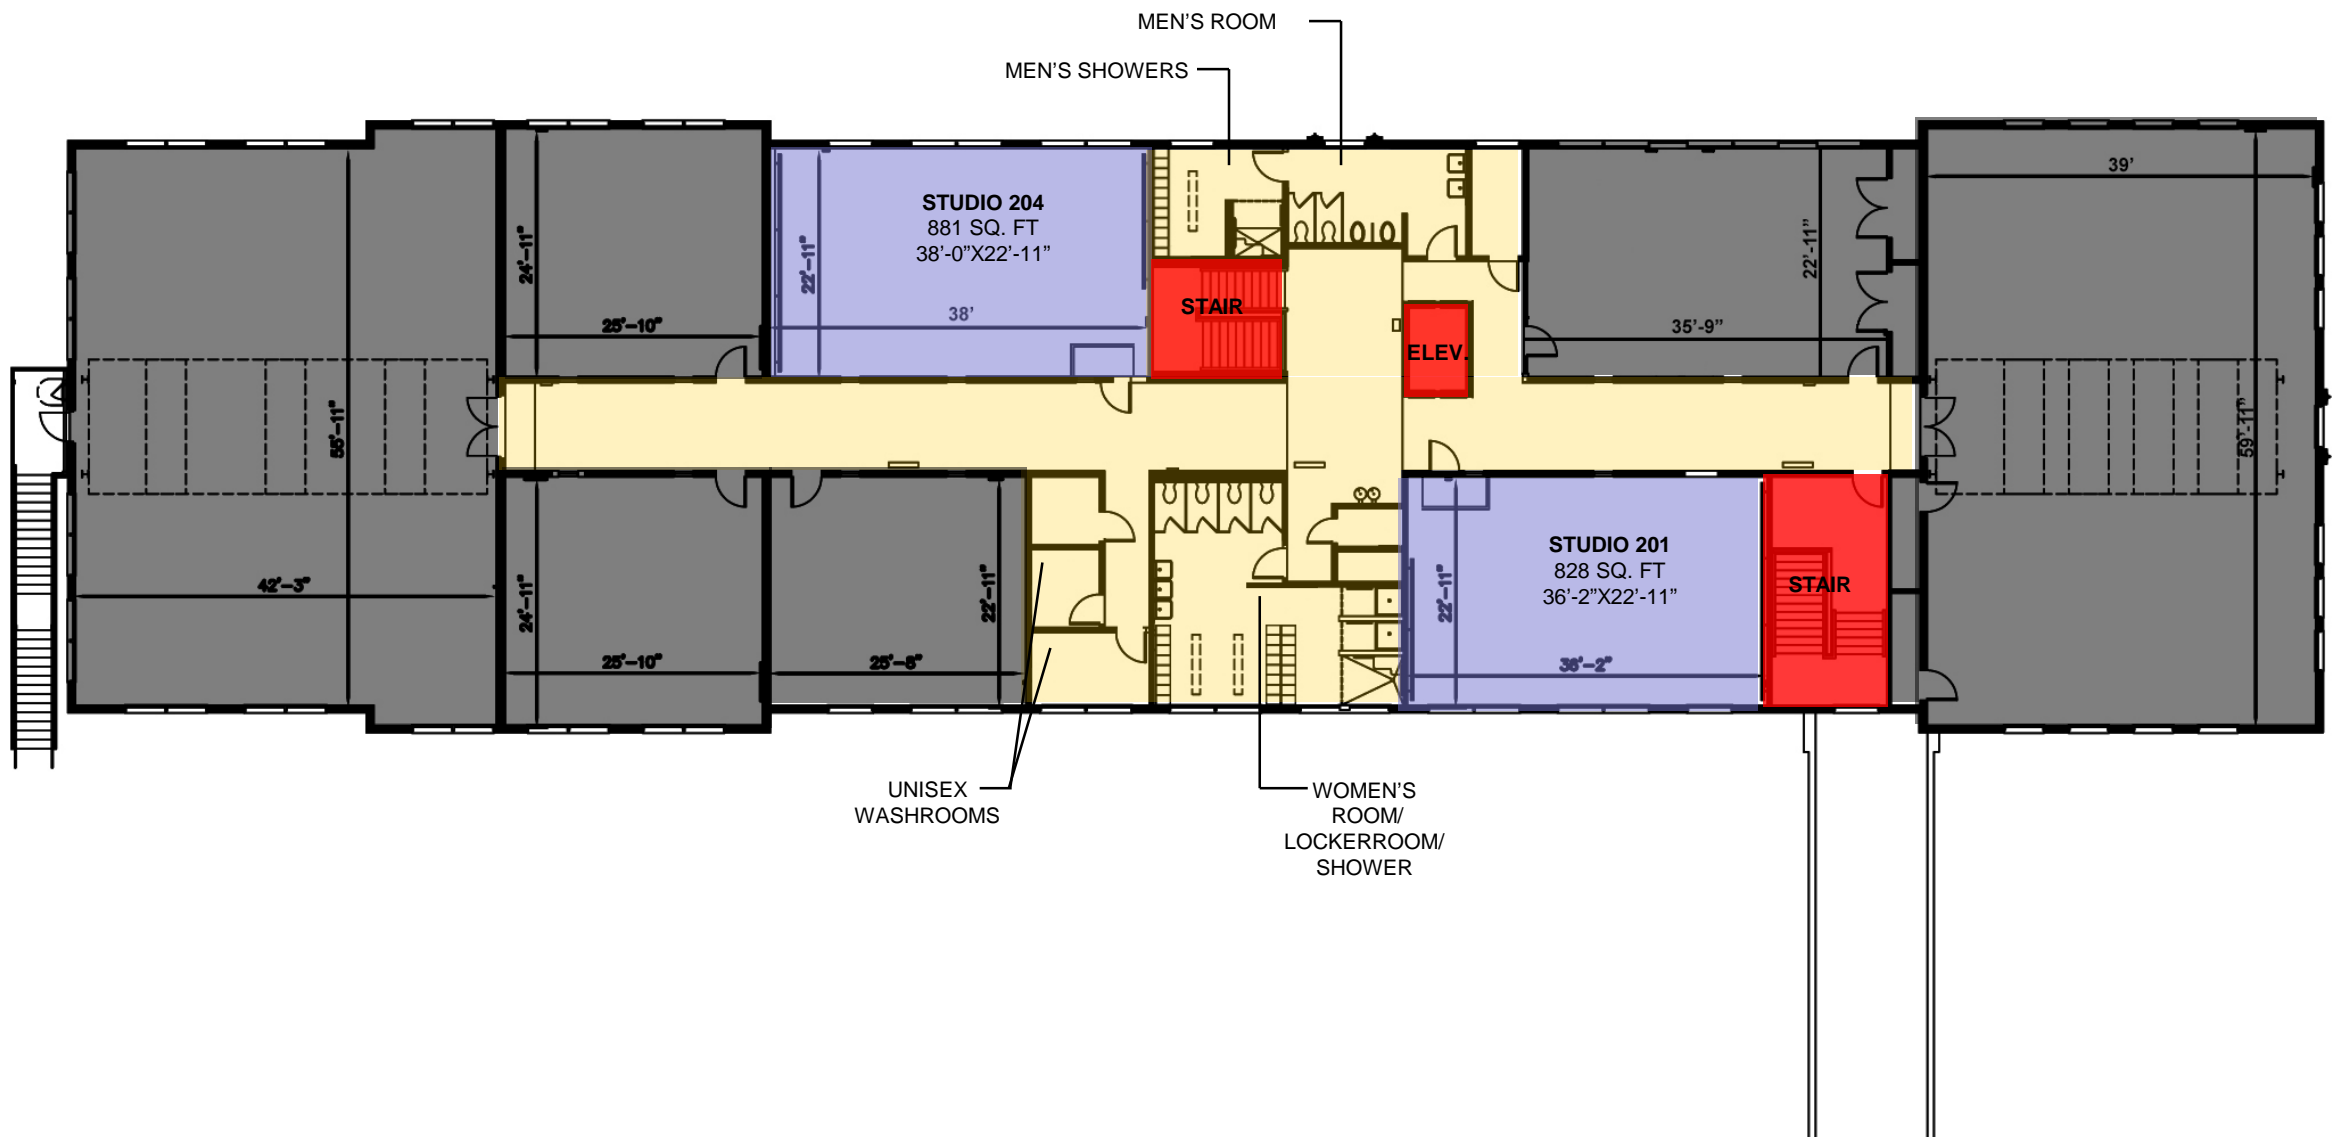 MEN'S ROOM
MEN'S SHOWERS
39'
STUDIO 204
881 SQ. FT
38'-0"X22'-11"
24'-11"
22'-11"
22'-11"
STAIR
38'
25'-10"
35'-9"
ELEV.
55'-11"
59'-11"
STUDIO 201
828 SQ. FT
36'-2"X22'-11"
42'-3"
24'-11"
22'-11"
22'-11"
STAIR
25'-10"
25'-8"
36'-2"
UNISEX
WASHROOMS
WOMEN'S
ROOM/
LOCKERROOM/
SHOWER